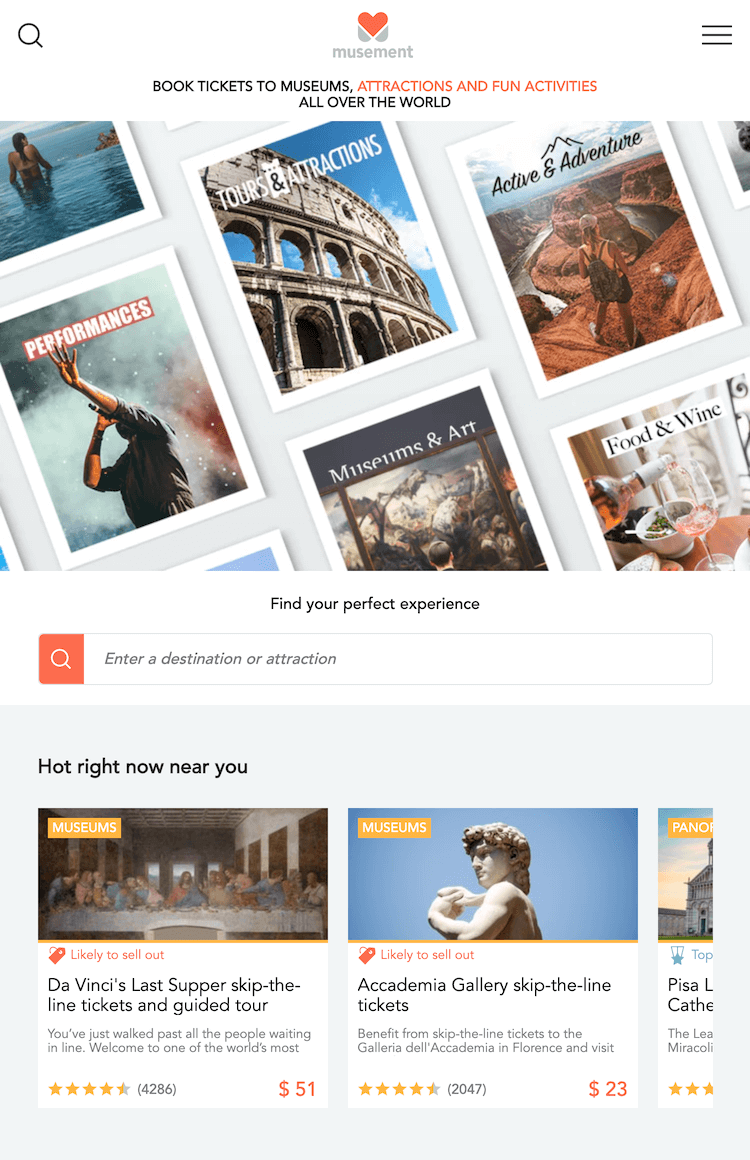 musement
BOOK TICKETS TO MUSEUMS, ATTRACTIONS AND FUN ACTIVITIES
ALL OVER THE WORLD
TOURS & ATTRACTIONS
Active & Adventure
PERFORMANCES
Museums & Art
Food & Wine
Find your perfect experience
Enter a destination or attraction
Hot right now near you
MUSEUMS
Likely to sell out
Da Vinci's Last Supper skip-the-
line tickets and guided tour
You've just walked past all the people waiting
in line. Welcome to one of the world's most
(4286)
$ 51
MUSEUMS
Likely to sell out
Accademia Gallery skip-the-line
tickets
Benefit from skip-the-line tickets to the
Galleria dell'Accademia in Florence and visit
(2047)
$ 23
PANOR
Top
Pisa L
Cathe
The Lea
Miracoli